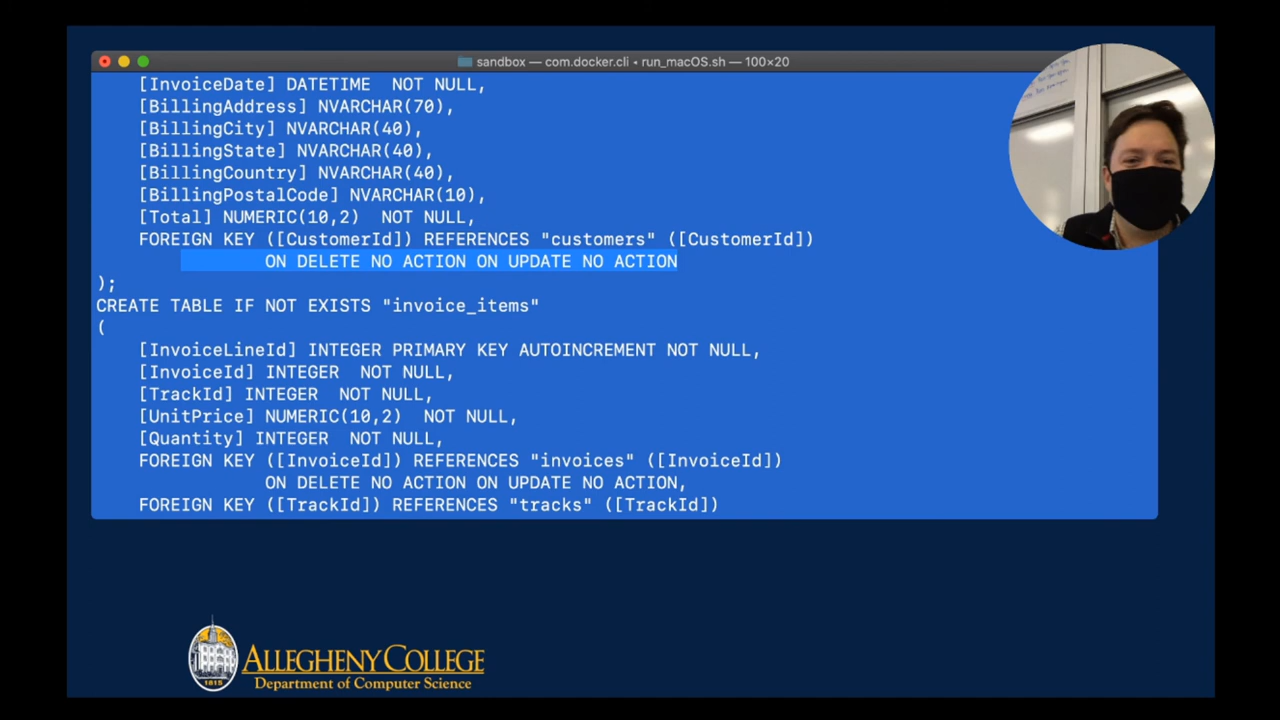 sandbox — com.docker.cli ◂ run_macOS.sh — 100×20
[InvoiceDate] DATETIME  NOT NULL,
[BillingAddress] NVARCHAR(70),
[BillingCity] NVARCHAR(40),
[BillingState] NVARCHAR(40),
[BillingCountry] NVARCHAR(40),
[BillingPostalCode] NVARCHAR(10),
[Total] NUMERIC(10,2)  NOT NULL,
FOREIGN KEY ([CustomerId]) REFERENCES "customers" ([CustomerId])
ON DELETE NO ACTION ON UPDATE NO ACTION
);
CREATE TABLE IF NOT EXISTS "invoice_items"
(
[InvoiceLineId] INTEGER PRIMARY KEY AUTOINCREMENT NOT NULL,
[InvoiceId] INTEGER  NOT NULL,
[TrackId] INTEGER  NOT NULL,
[UnitPrice] NUMERIC(10,2)  NOT NULL,
[Quantity] INTEGER  NOT NULL,
FOREIGN KEY ([InvoiceId]) REFERENCES "invoices" ([InvoiceId])
ON DELETE NO ACTION ON UPDATE NO ACTION,
FOREIGN KEY ([TrackId]) REFERENCES "tracks" ([TrackId])
1815
ALLEGHENY COLLEGE
Department of Computer Science